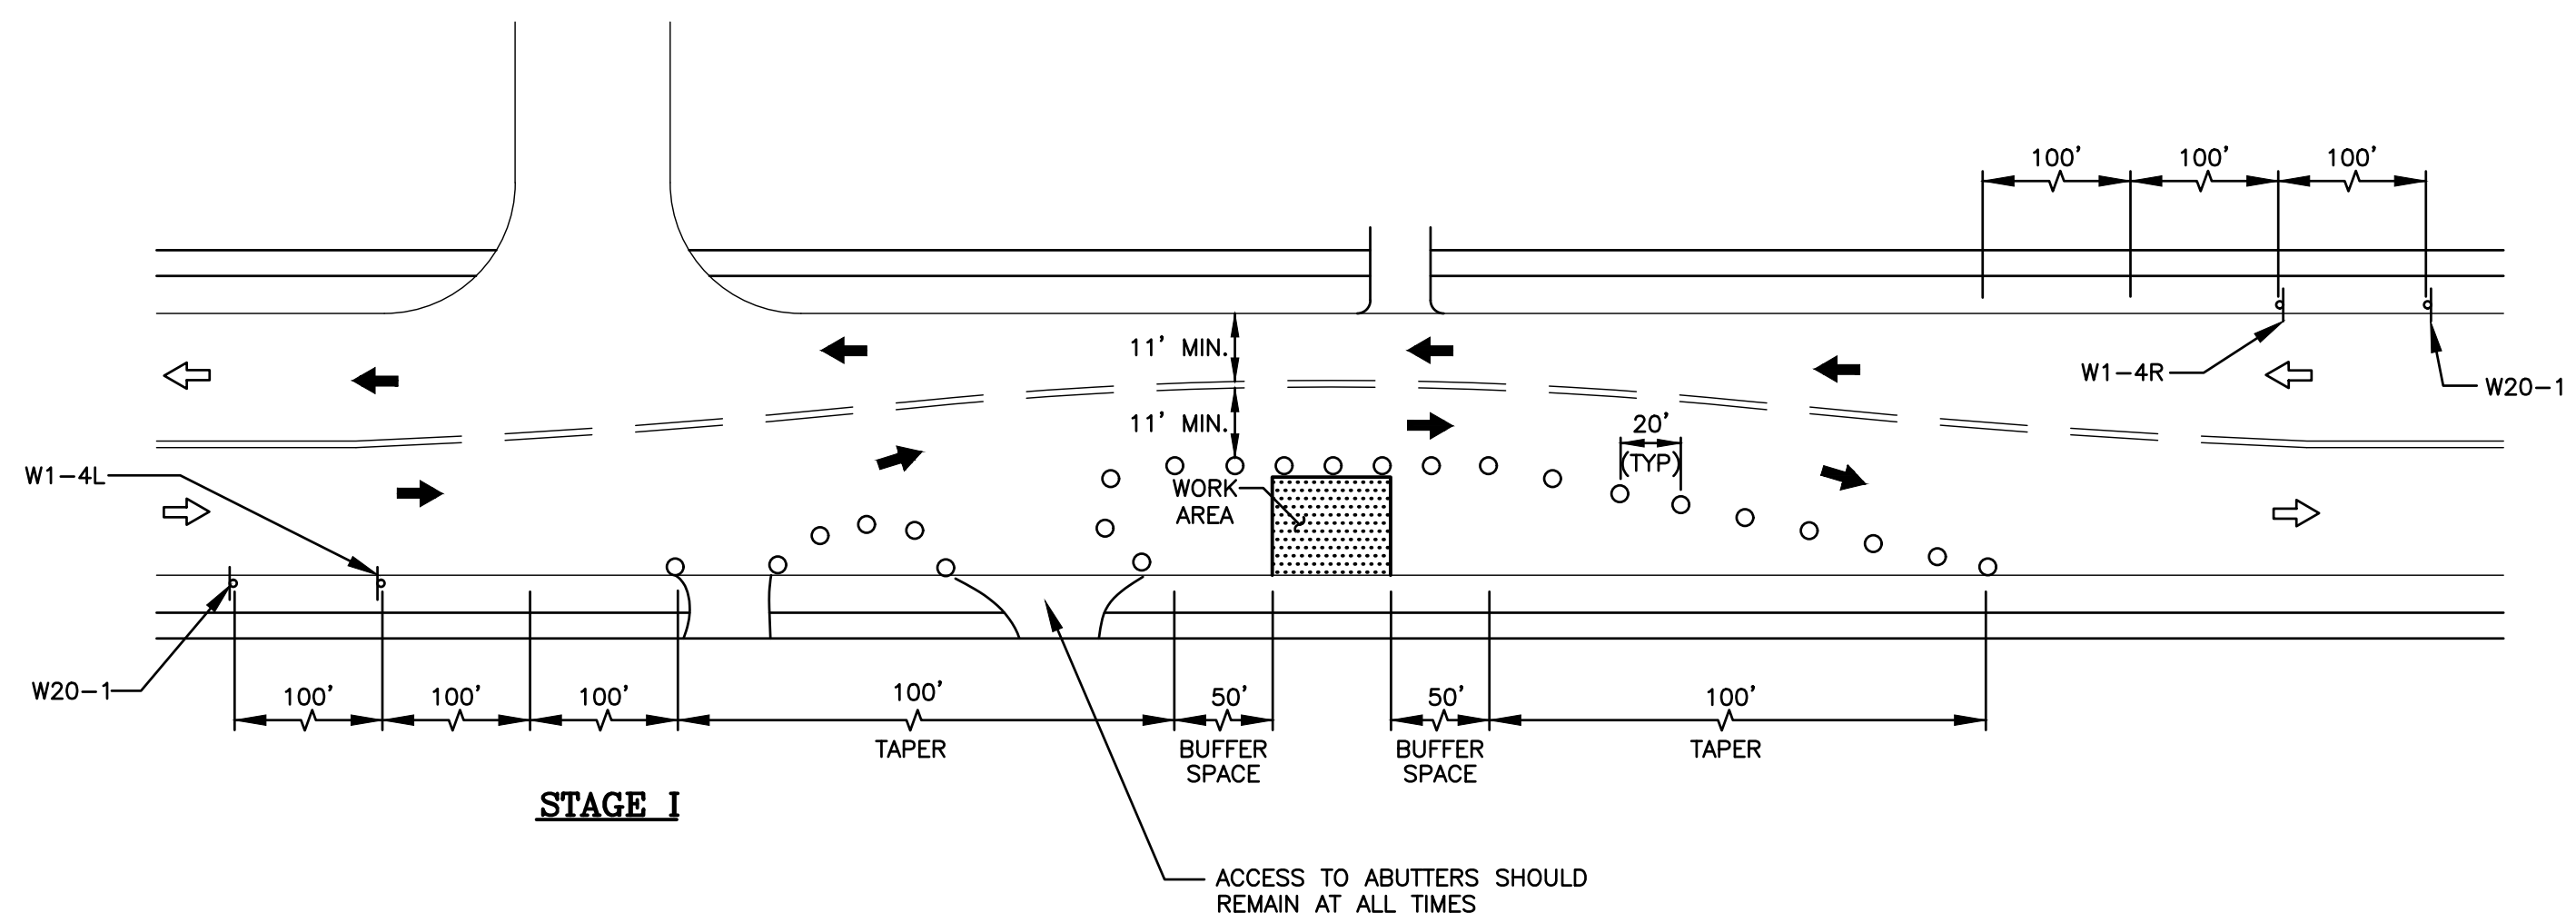 100'
100'
100'
11' MIN.
W1-4R
W20-1
11' MIN.
20'
(TYP)
W1-4L
WORK
AREA
W20-1
100'
100'
100'
100'
50'
50'
100'
TAPER
BUFFER
SPACE
BUFFER
SPACE
TAPER
STAGE I
ACCESS TO ABUTTERS SHOULD
REMAIN AT ALL TIMES